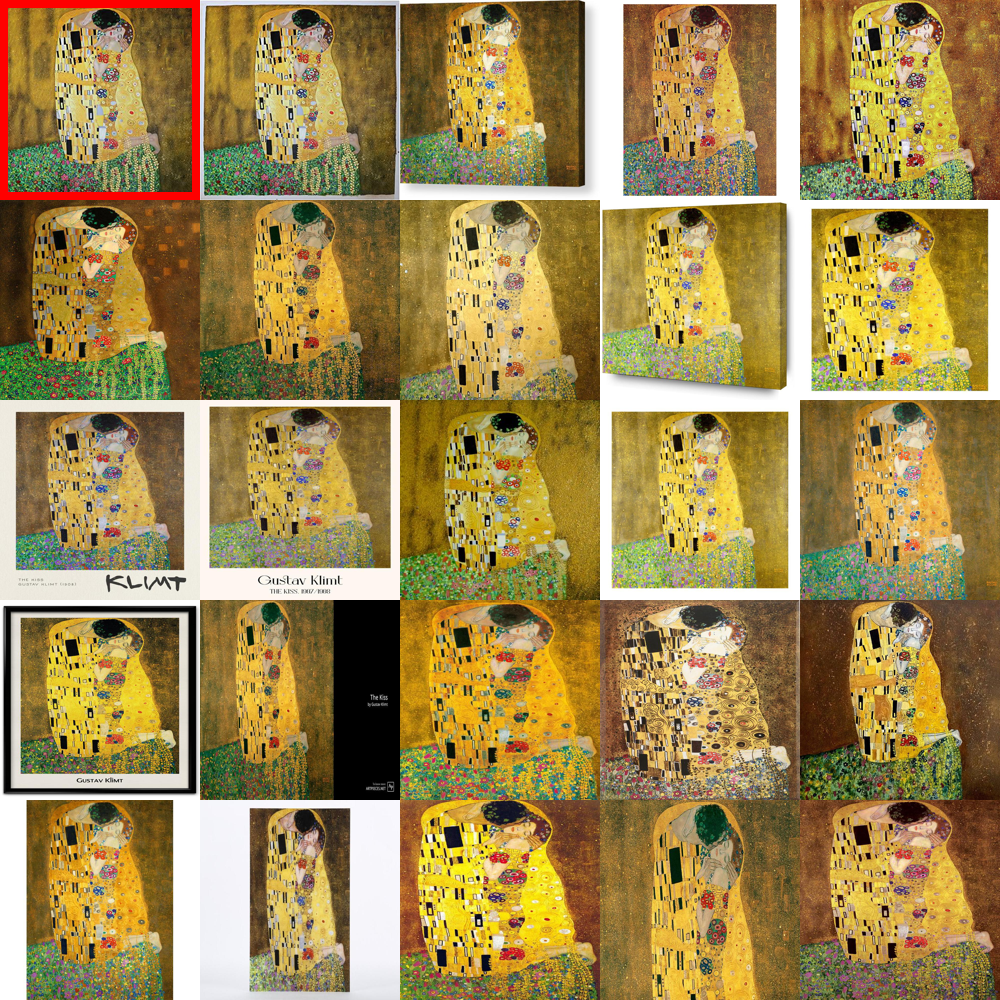 THE KISS
GUSTAV KLIMT (1908)
KLIMT
Gustav Klimt
THE KISS, 1907/1908
The Kiss
by Gustav Klimt
GUSTAV KLIMT